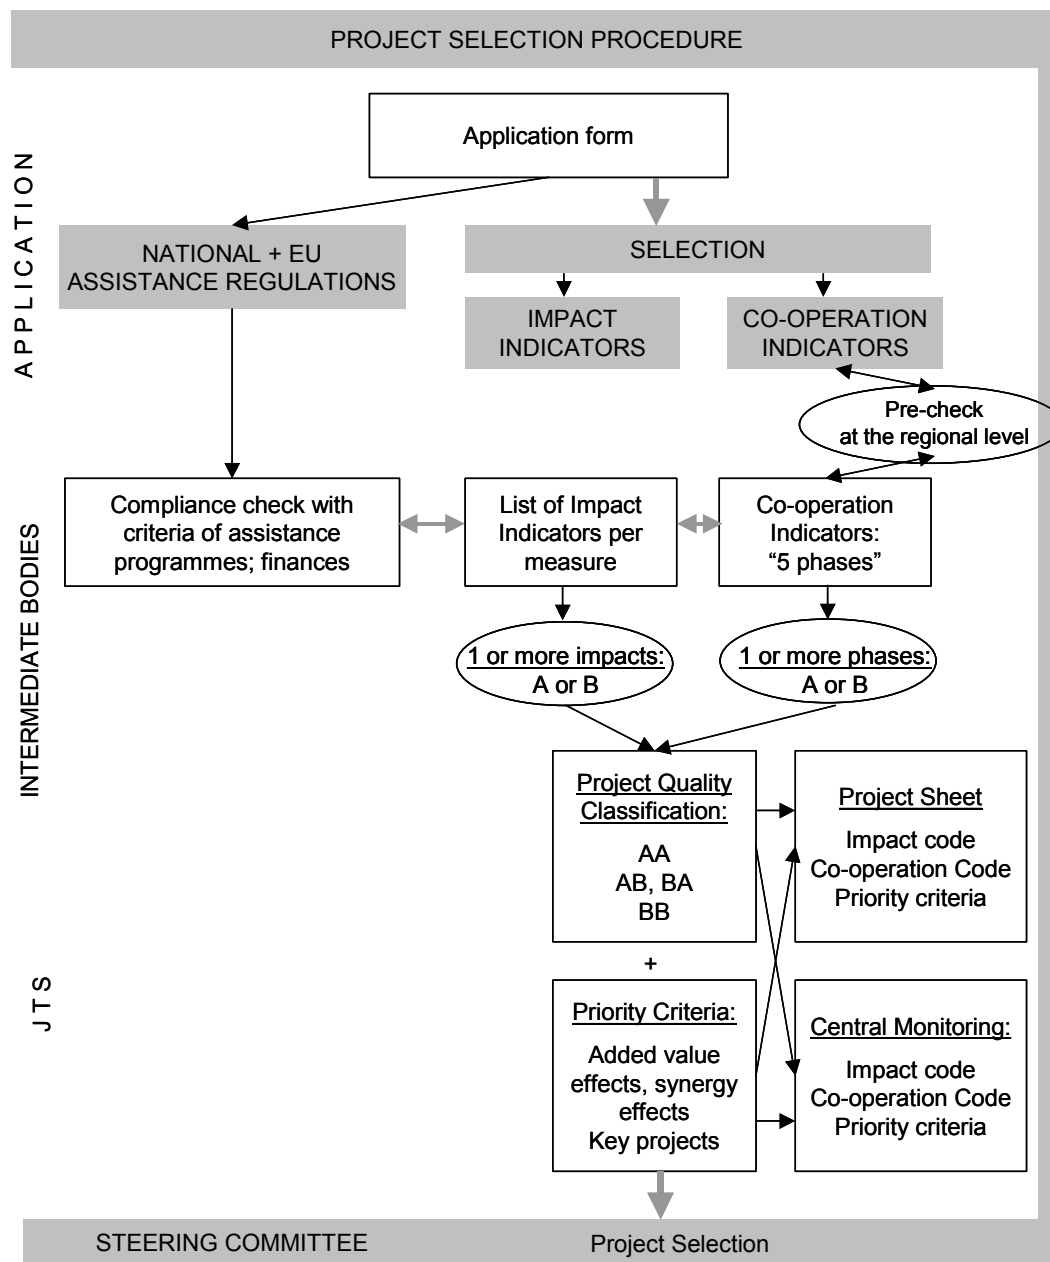 PROJECT SELECTION PROCEDURE
APPLICATION
Application form
NATIONAL + EU
ASSISTANCE REGULATIONS
SELECTION
IMPACT
INDICATORS
CO-OPERATION
INDICATORS
Pre-check
at the regional level
INTERMEDIATE BODIES
Compliance check with
criteria of assistance
programmes; finances
List of Impact
Indicators per
measure
Co-operation
Indicators:
“5 phases”
1 or more impacts:
A or B
1 or more phases:
A or B
Project Quality
Classification:
AA
AB, BA
BB
Project Sheet
Impact code
Co-operation Code
Priority criteria
+
JTS
Priority Criteria:
Added value
effects, synergy
effects
Key projects
Central Monitoring:
Impact code
Co-operation Code
Priority criteria
STEERING COMMITTEE
Project Selection